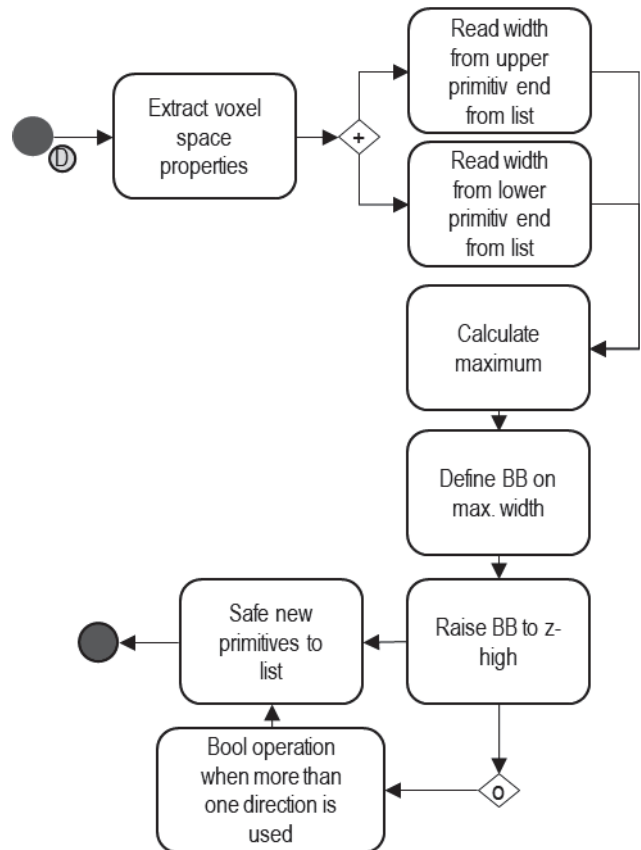 Read width
from upper
primitiv end
from list
Extract voxel
space
properties
D
+
Read width
from lower
primitiv end
from list
Calculate
maximum
Define BB on
max. width
Safe new
primitives to
list
Raise BB to z-
high
Bool operation
when more than
one direction is
used
o